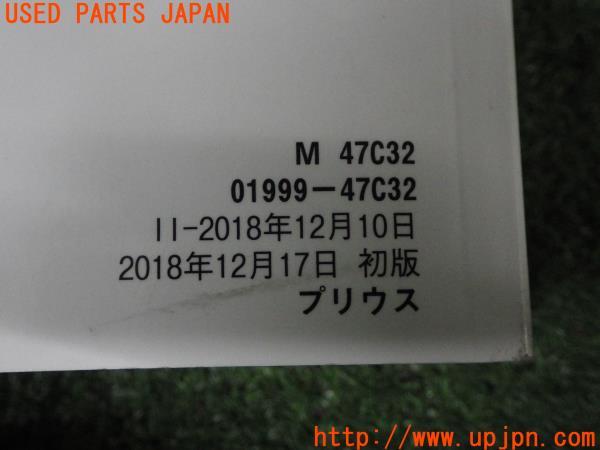 USED PARTS JAPAN
M 47C32
01999-47C32
II-2018年12月10日
2018年12月17日 初版
プリウス
http://www.upjpn.com/